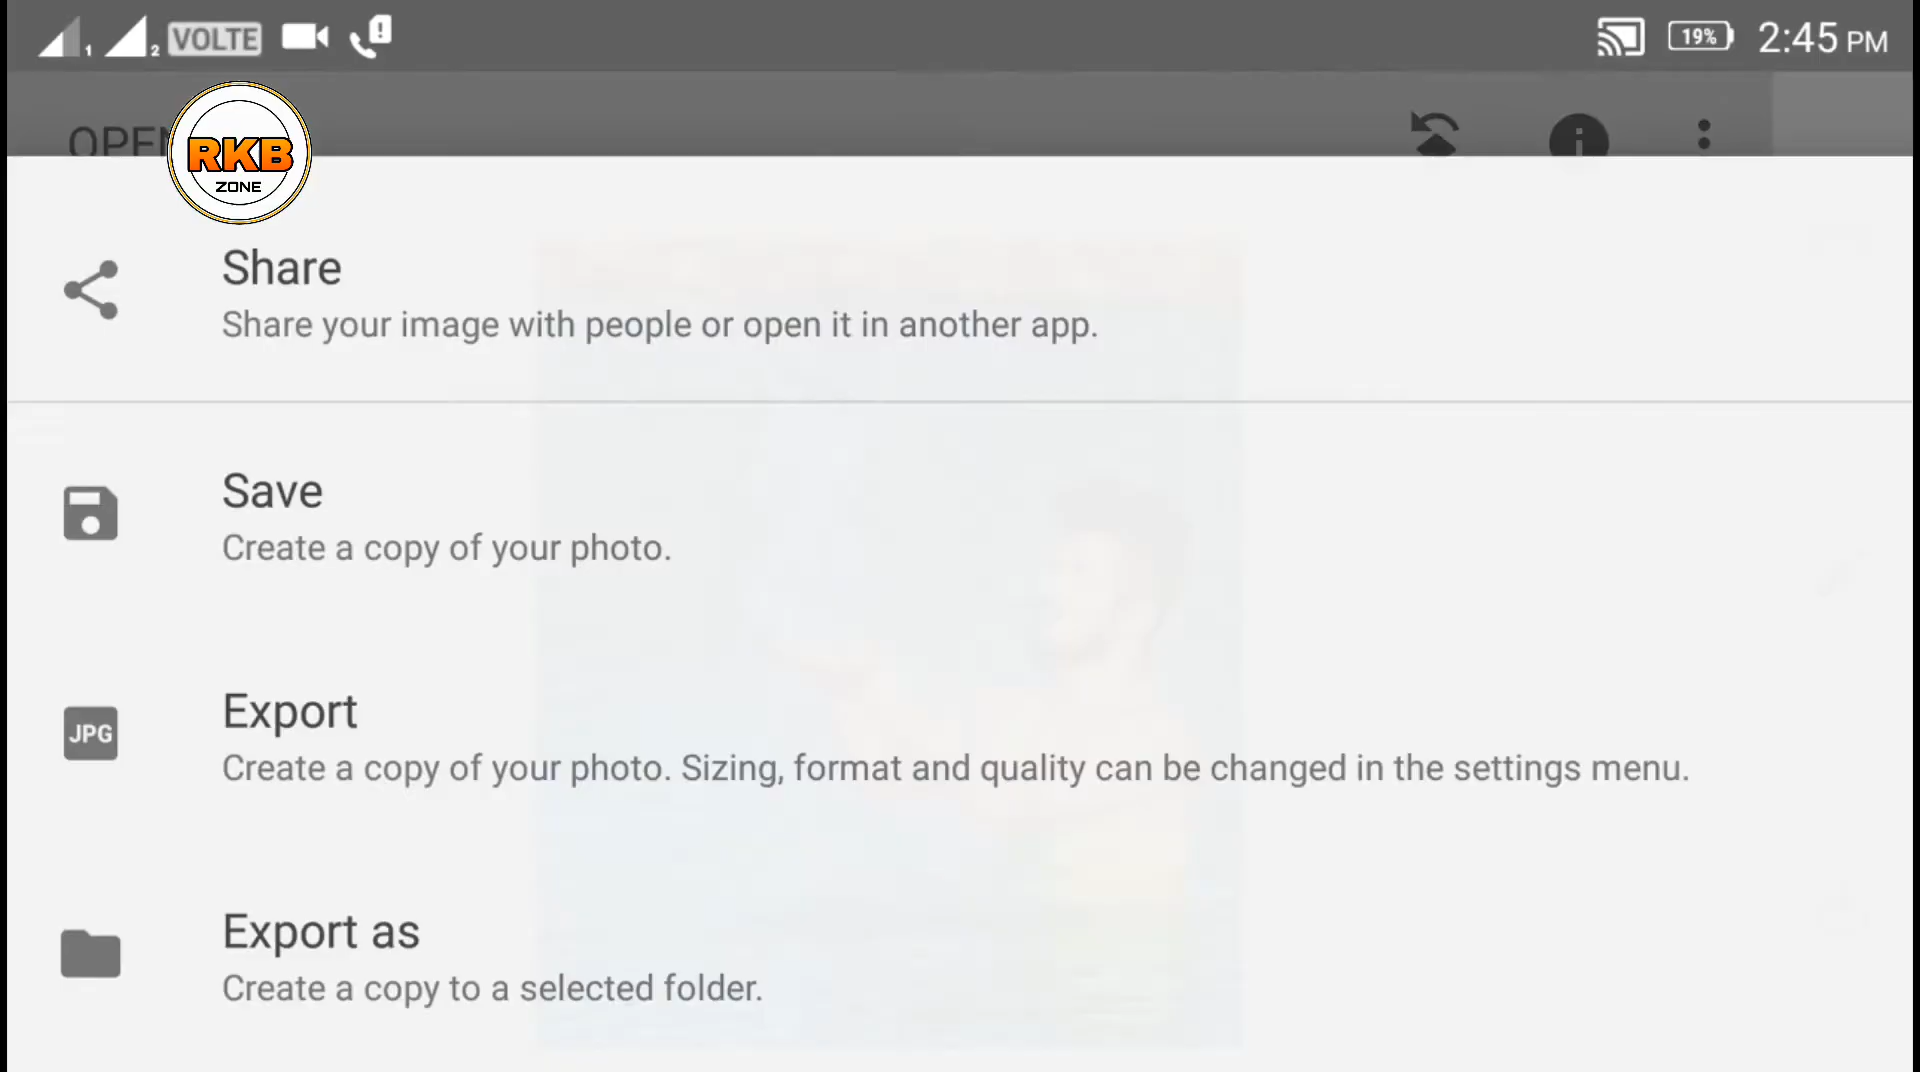 1 2 VOLTE 19% 2:45 PM
OPEN
RKB
ZONE
Share
Share your image with people or open it in another app.
Save
Create a copy of your photo.
JPG
Export
Create a copy of your photo. Sizing, format and quality can be changed in the settings menu.
Export as
Create a copy to a selected folder.